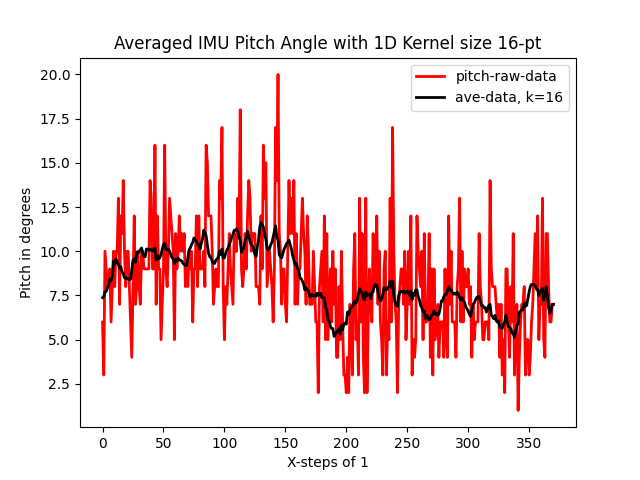 Averaged IMU Pitch Angle with 1D Kernel size 16-pt
pitch-raw-data
ave-data, k=16
Pitch in degrees
20.0
17.5
15.0
12.5
10.0
7.5
5.0
2.5
0 50 100 150 200 250 300 350
X-steps of 1